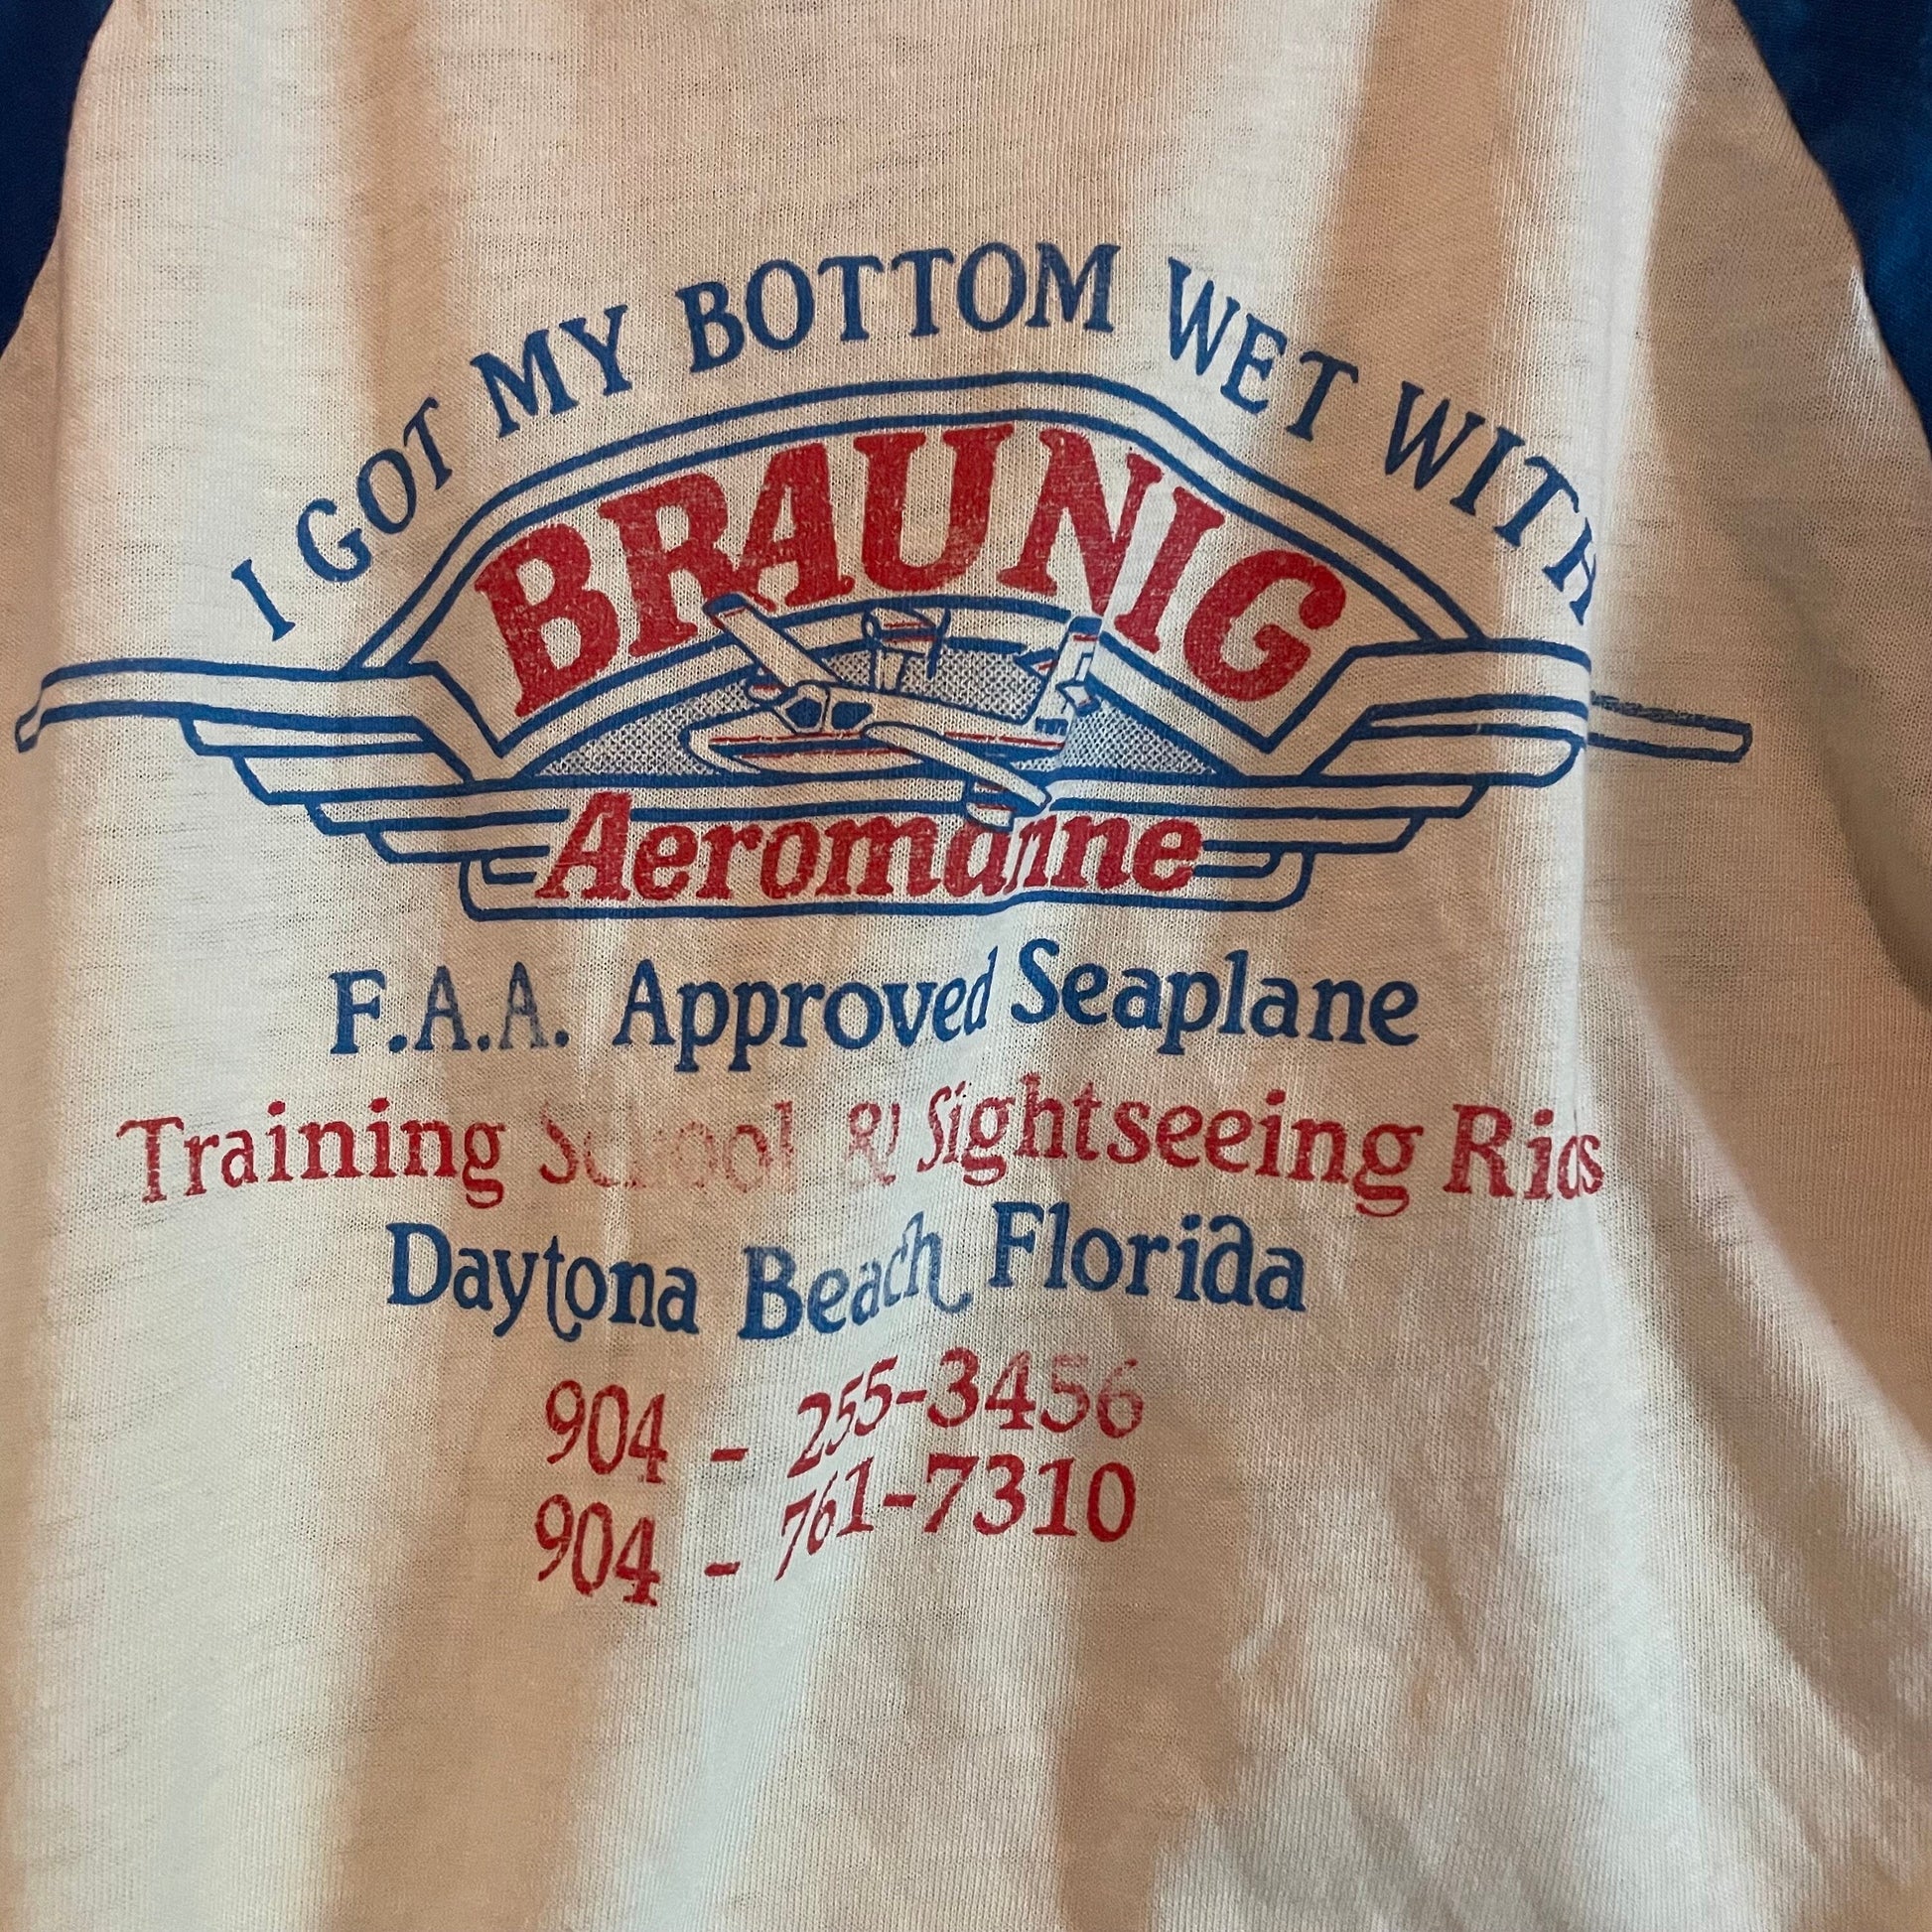 I GOT MY BOTTOM WET WITH
BRAUNIG
Aeromarine
F.A.A. Approved Seaplane
Training School & Sightseeing Rides
Daytona Beach, Florida
904 - 255-3456
904 - 761-7310